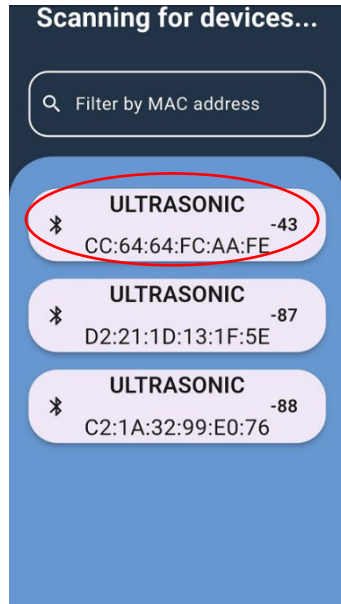 Scanning for devices...
Filter by MAC address
ULTRASONIC
-43
CC:64:64:FC:AA:FE
ULTRASONIC
-87
D2:21:1D:13:1F:5E
ULTRASONIC
-88
C2:1A:32:99:E0:76